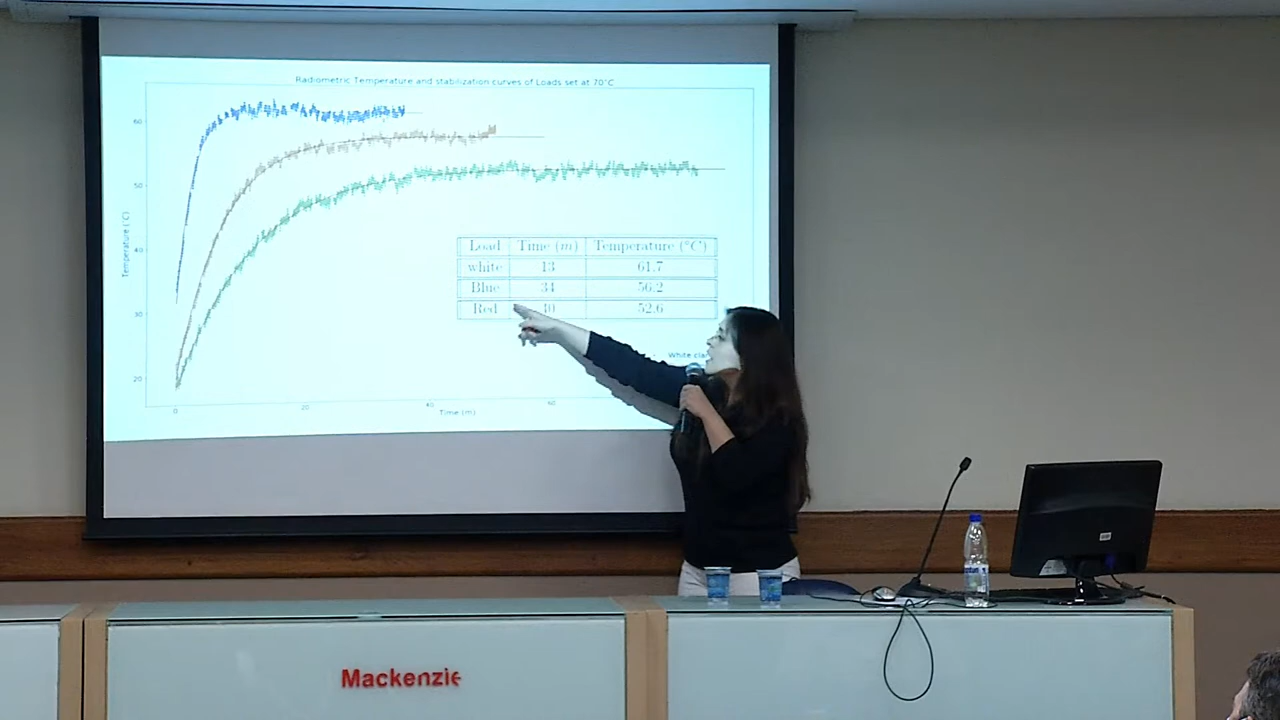 Radiometric Temperature and stabilization curves of Loads set at 70°C
60
50
40
30
20
Temperature (°C)
Load Time (m) Temperature (°C)
white 13 61.7
Blue 34 56.2
Red 52.6
White
0 20 40 60
Time (m)
Mackenzie